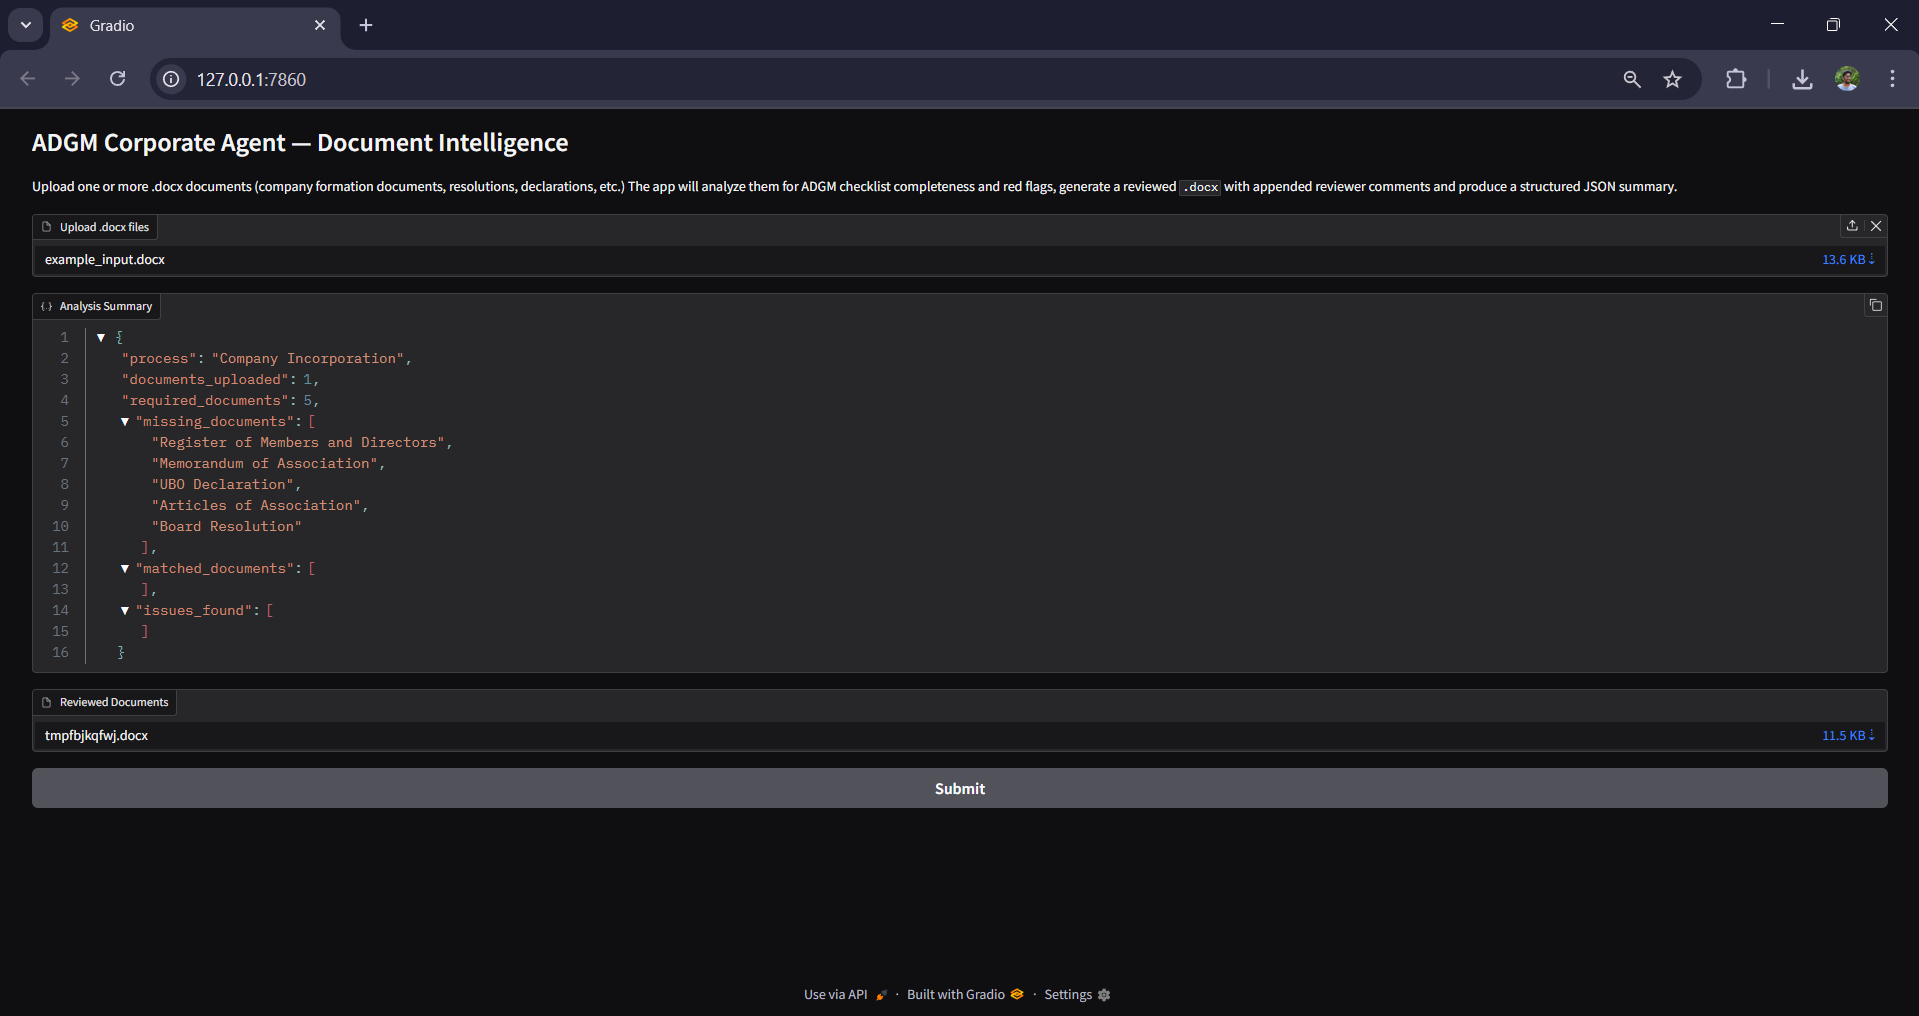 Gradio
127.0.0.1:7860
ADGM Corporate Agent — Document Intelligence
Upload one or more .docx documents (company formation documents, resolutions, declarations, etc.) The app will analyze them for ADGM checklist completeness and red flags, generate a reviewed .docx with appended reviewer comments and produce a structured JSON summary.
Upload .docx files
example_input.docx 13.6 KB ↓
{} Analysis Summary
1 ▼ {
2 "process": "Company Incorporation",
3 "documents_uploaded": 1,
4 "required_documents": 5,
5 ▼ "missing_documents": [
6 "Register of Members and Directors",
7 "Memorandum of Association",
8 "UBO Declaration",
9 "Articles of Association",
10 "Board Resolution"
11 ],
12 ▼ "matched_documents": [
13 ],
14 ▼ "issues_found": [
15 ]
16 }
Reviewed Documents
tmpfbjkqfwj.docx 11.5 KB ↓
Submit
Use via API · Built with Gradio · Settings